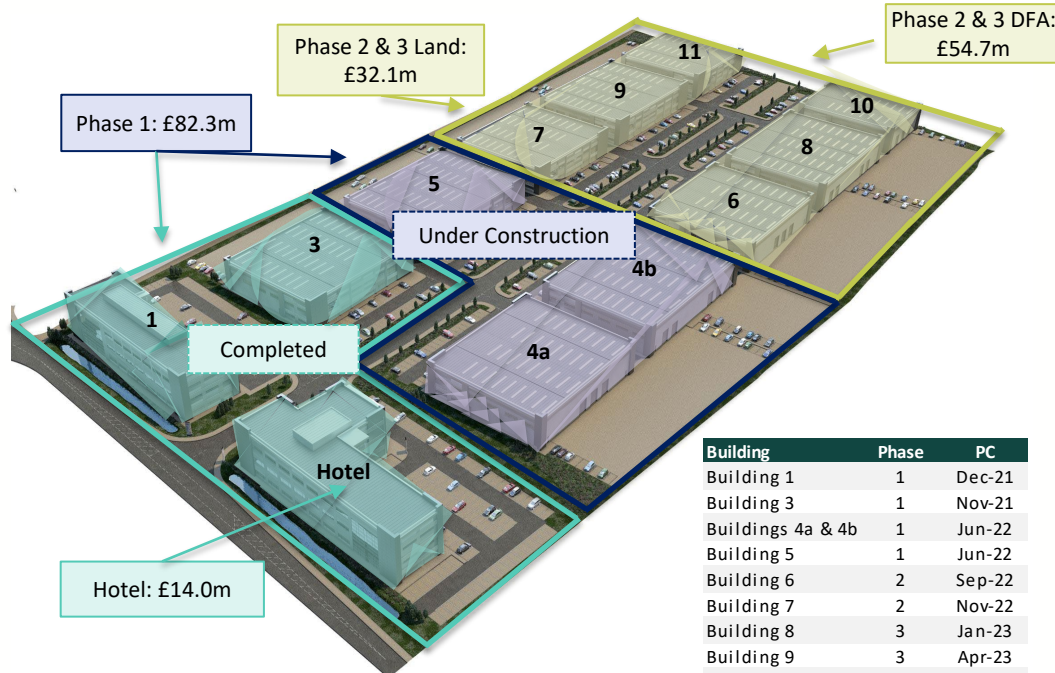 Phase 2 & 3 Land:
£32.1m
Phase 2 & 3 DFA:
£54.7m
Phase 1: £82.3m
11
9
7
10
8
6
5
Under Construction
3
4b
1
Completed
4a
Hotel
Hotel: £14.0m
Building Phase PC
Building 1 1 Dec-21
Building 3 1 Nov-21
Buildings 4a & 4b 1 Jun-22
Building 5 1 Jun-22
Building 6 2 Sep-22
Building 7 2 Nov-22
Building 8 3 Jan-23
Building 9 3 Apr-23